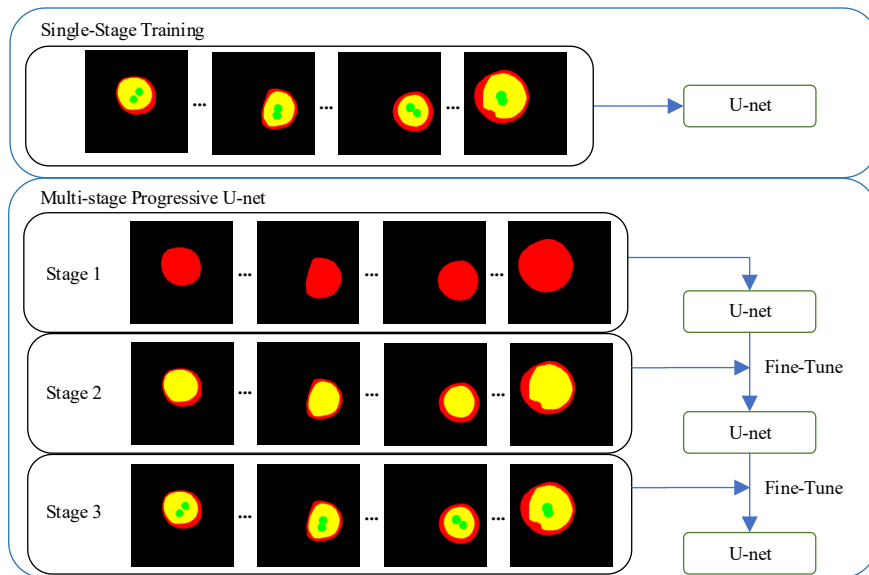 Single-Stage Training
... ... ...
U-net
Multi-stage Progressive U-net
Stage 1
... ... ...
U-net
Fine-Tune
Stage 2
... ... ...
U-net
Fine-Tune
Stage 3
... ... ...
U-net